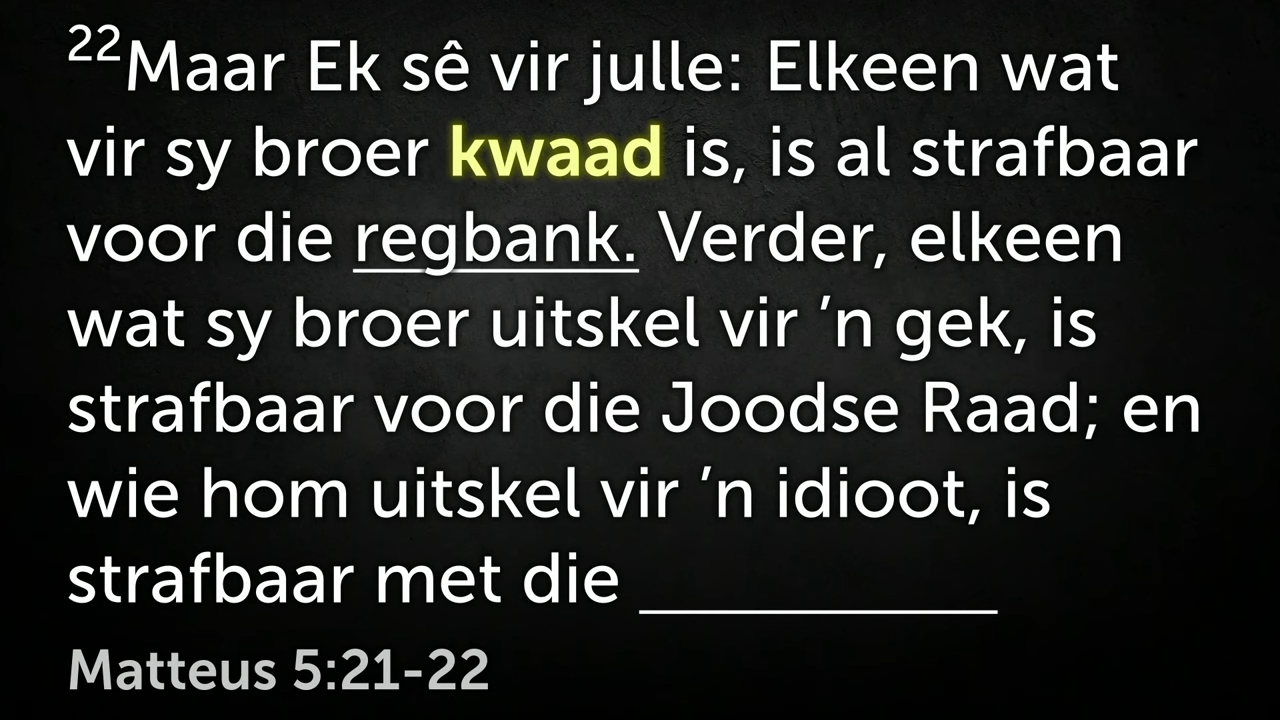 22Maar Ek sê vir julle: Elkeen wat
vir sy broer kwaad is, is al strafbaar
voor die regbank. Verder, elkeen
wat sy broer uitskel vir ’n gek, is
strafbaar voor die Joodse Raad; en
wie hom uitskel vir ’n idioot, is
strafbaar met die ___________
Matteus 5:21-22